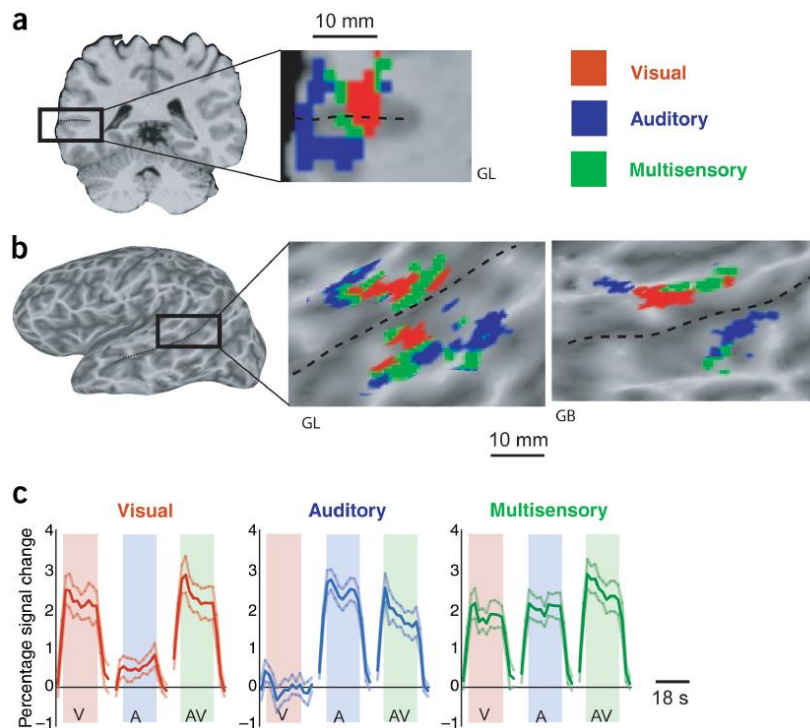 a
10 mm
GL
Visual
Auditory
Multisensory
b
GL
GB
10 mm
c
Visual
Auditory
Multisensory
Percentage signal change
4
3
2
1
0
–1
V
A
AV
4
3
2
1
0
–1
V
A
AV
4
3
2
1
0
–1
V
A
AV
18 s